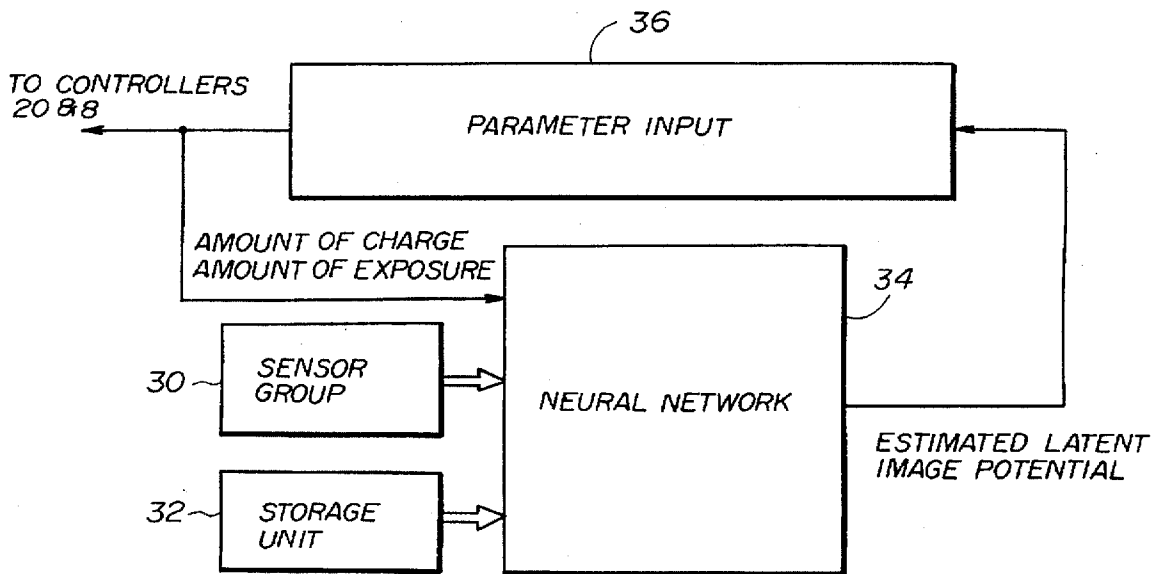 36
TO CONTROLLERS
20 & 8
PARAMETER INPUT
AMOUNT OF CHARGE
AMOUNT OF EXPOSURE
34
30
SENSOR
GROUP
NEURAL NETWORK
ESTIMATED LATENT
IMAGE POTENTIAL
32
STORAGE
UNIT